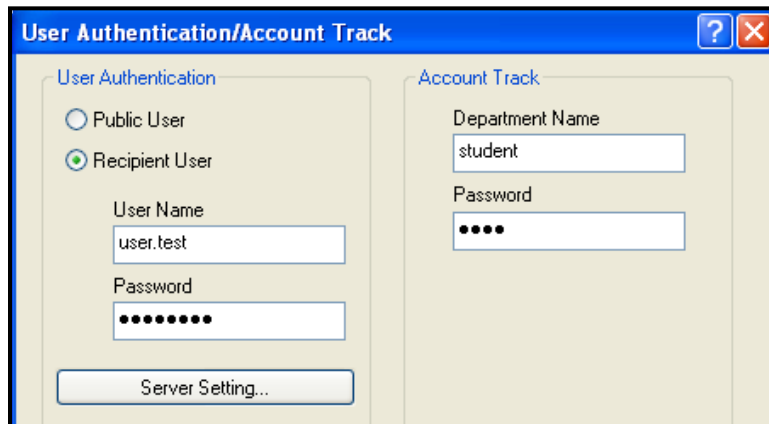 User Authentication/Account Track
User Authentication
Public User
Recipient User
User Name
user.test
Password
••••••••
Server Setting...
Account Track
Department Name
student
Password
••••